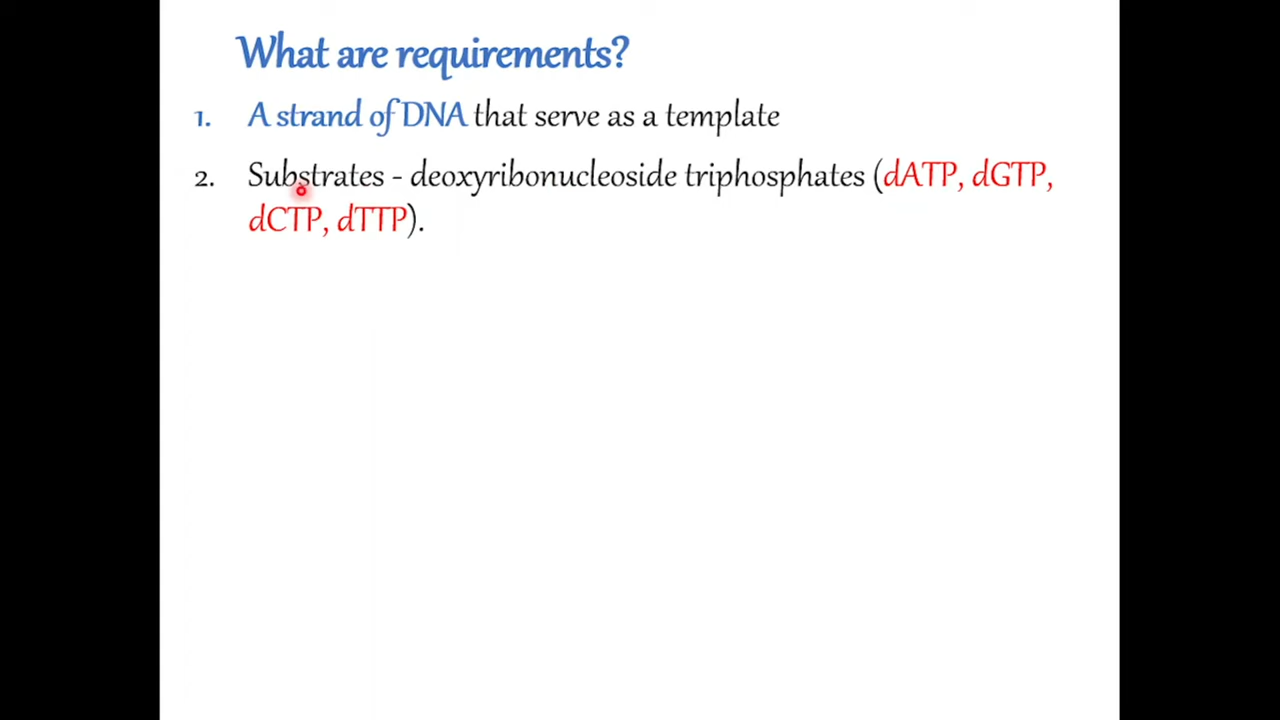 What are requirements?
1. A strand of DNA that serve as a template
2. Substrates - deoxyribonucleoside triphosphates (dATP, dGTP,
dCTP, dTTP).